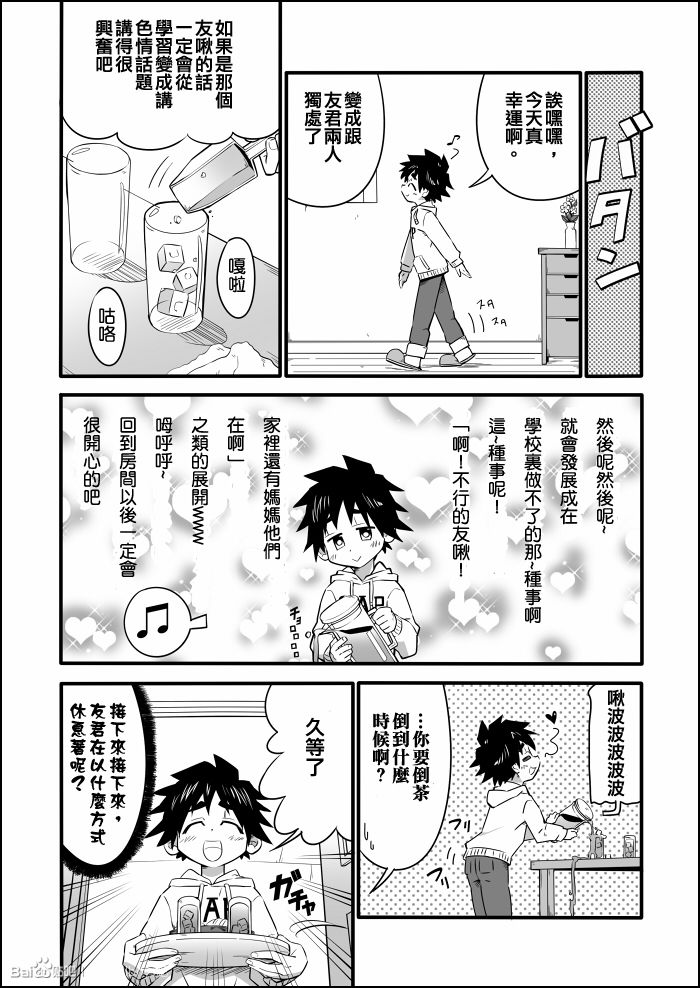 バタン
誒嘿嘿，
今天真
幸運啊。
變成跟
友君兩人
獨處了
スタ
スタ
如果是那個
友啾的話
一定會從
學習變成講
色情話題
講得很
興奮吧
嘎啦
咕咯
然後呢然後呢~
就會發展成在
學校裏做不了的那~種事啊
這~種事呢！
「啊！不行的友啾！
家裡還有媽媽他們
在啊」
之類的展開www
姆呼呼~
回到房間以後一定會
很開心的吧
チョロロロロ
啾波波波波波
…你要倒茶
倒到什麼
時候啊？
久等了
接下來接下來，
友君在以什麼方式
休息著呢？
ガチャ
Bai 贴吧